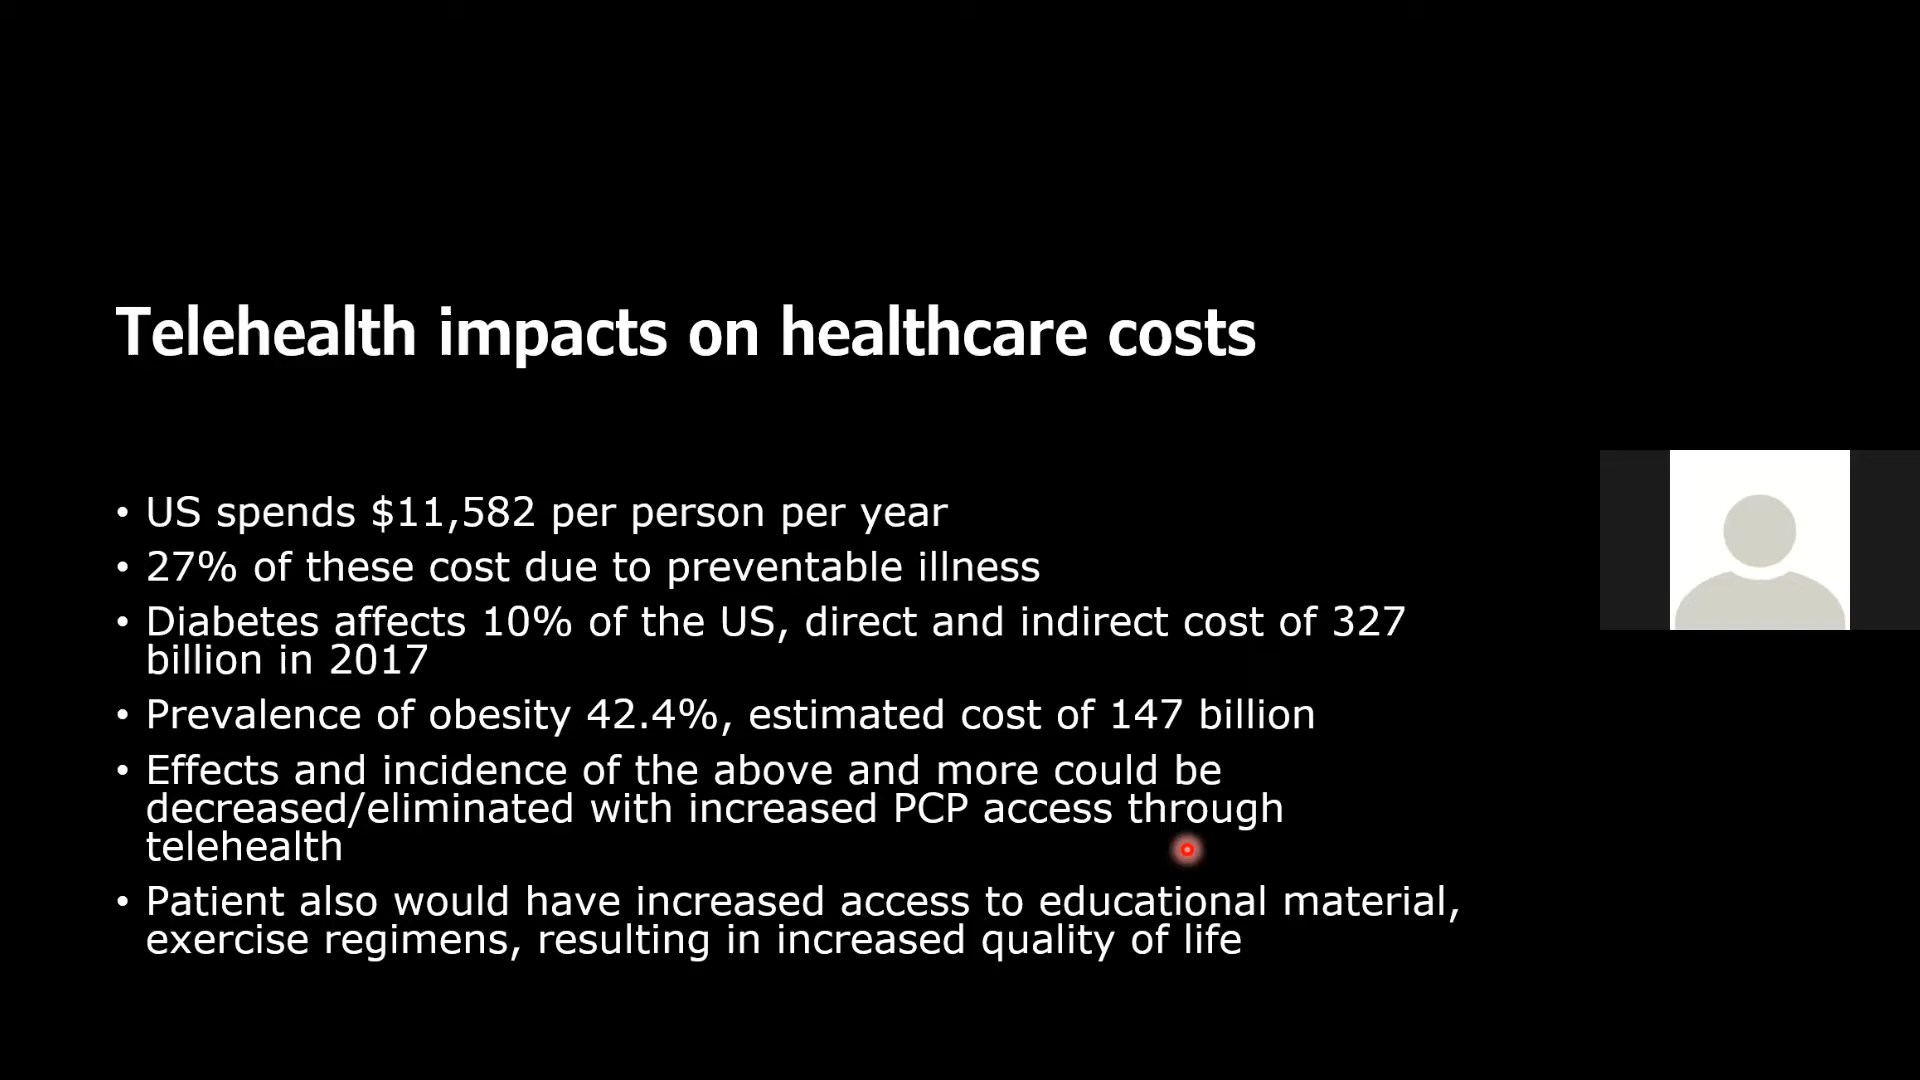 Telehealth impacts on healthcare costs
• US spends $11,582 per person per year
• 27% of these cost due to preventable illness
• Diabetes affects 10% of the US, direct and indirect cost of 327
billion in 2017
• Prevalence of obesity 42.4%, estimated cost of 147 billion
• Effects and incidence of the above and more could be
decreased/eliminated with increased PCP access through
telehealth
• Patient also would have increased access to educational material,
exercise regimens, resulting in increased quality of life